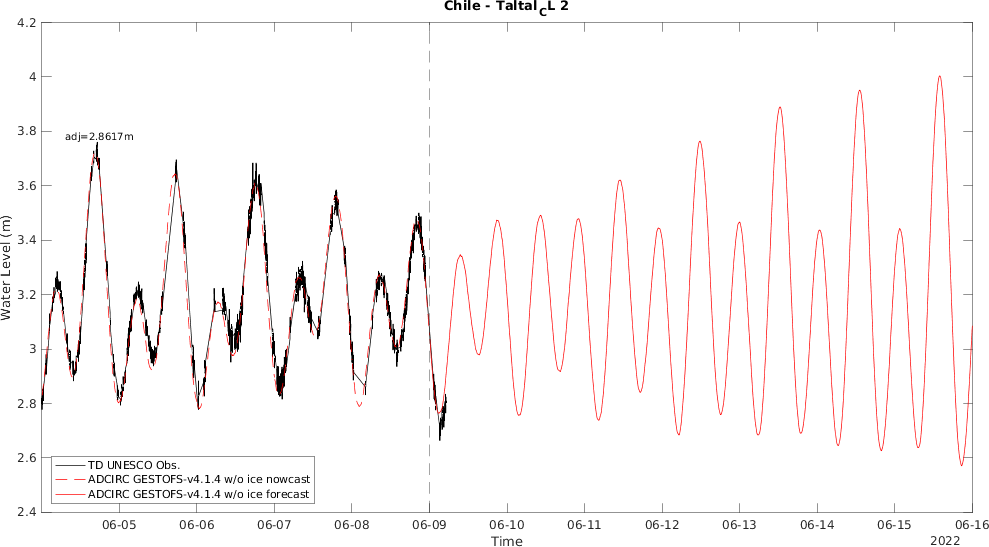 Chile - Taltal_CL 2
4.2
4
3.8
3.6
3.4
3.2
3
2.8
2.6
2.4
Water Level (m)
adj=2.8617m
TD UNESCO Obs.
ADCIRC GESTOFS-v4.1.4 w/o ice nowcast
ADCIRC GESTOFS-v4.1.4 w/o ice forecast
06-05 06-06 06-07 06-08 06-09 06-10 06-11 06-12 06-13 06-14 06-15 06-16
Time
2022